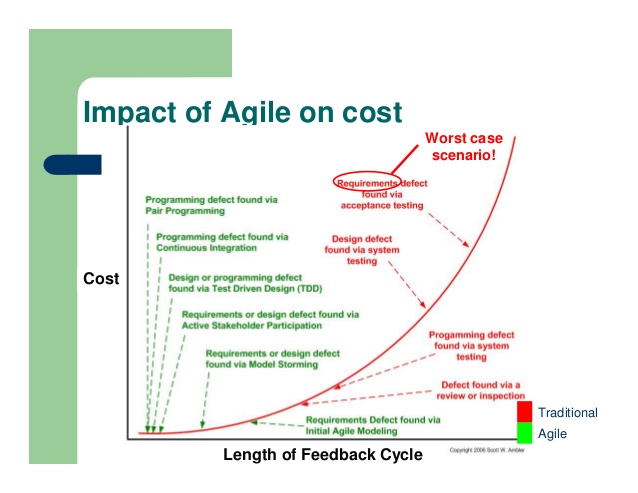 Impact of Agile on cost
Worst case
scenario!
Requirements defect
found via
acceptance testing
Programming defect found via
Pair Programming
Programming defect found via
Continuous Integration
Design defect
found via system
testing
Cost
Design or programming defect
found via Test Driven Design (TDD)
Requirements or design defect found via
Active Stakeholder Participation
Progamming defect
found via system
testing
Requirements or design defect
found via Model Storming
Defect found via a
review or inspection
Requirements Defect found via
Initial Agile Modeling
Traditional
Agile
Length of Feedback Cycle
Copyright 2006 Scott W. Ambler